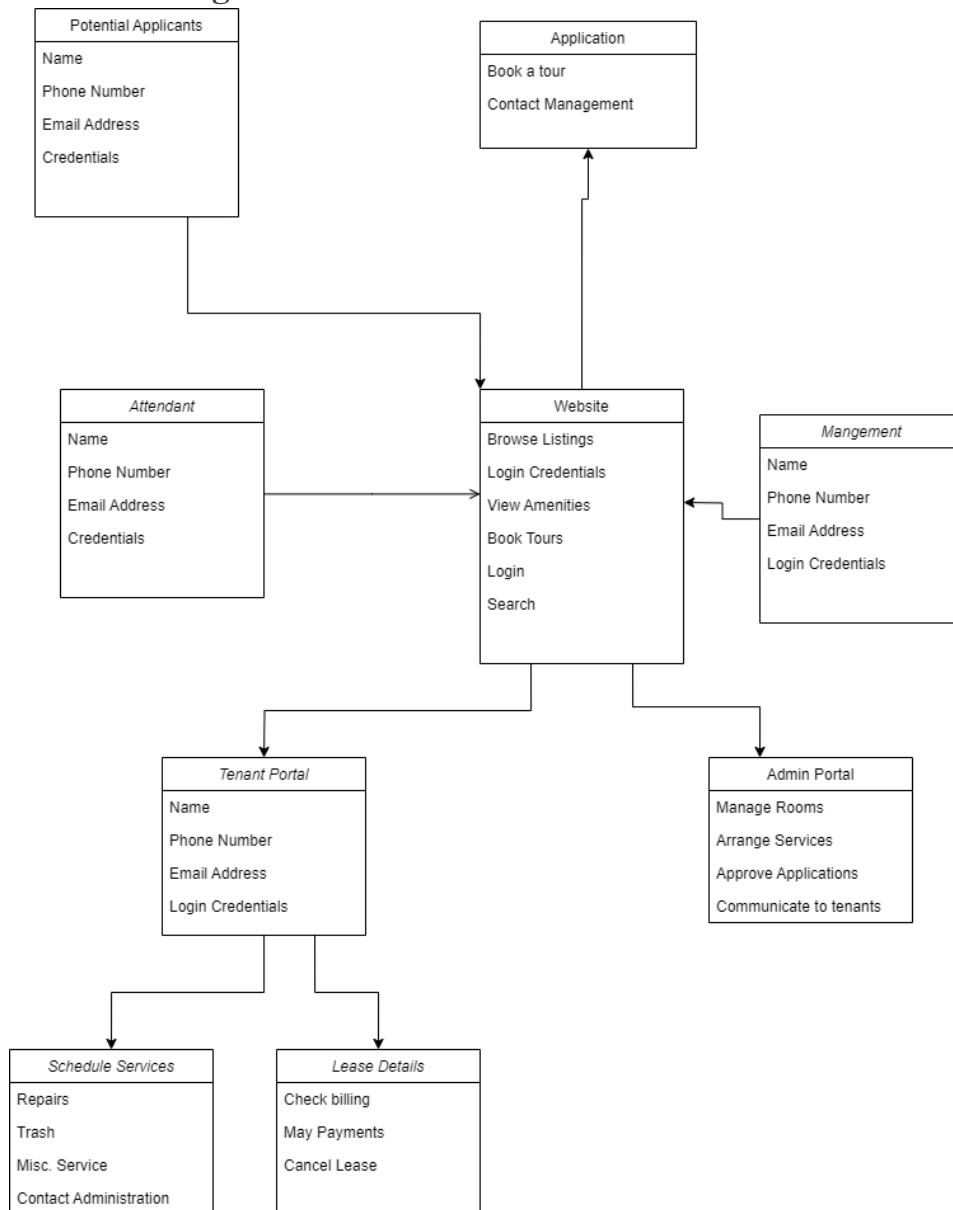 Potential Applicants
Name
Phone Number
Email Address
Credentials
Application
Book a tour
Contact Management
Attendant
Name
Phone Number
Email Address
Credentials
Website
Browse Listings
Login Credentials
View Amenities
Book Tours
Login
Search
Mangement
Name
Phone Number
Email Address
Login Credentials
Tenant Portal
Name
Phone Number
Email Address
Login Credentials
Admin Portal
Manage Rooms
Arrange Services
Approve Applications
Communicate to tenants
Schedule Services
Repairs
Trash
Misc. Service
Contact Administration
Lease Details
Check billing
May Payments
Cancel Lease